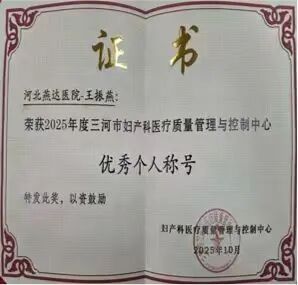 证书
河北燕达医院-王振燕:
荣获2025年度三河市妇产科医疗质量管理与控制中心
优秀个人称号
特发此奖，以资鼓励
妇产科医疗质量管理与控制中心
2025年10月